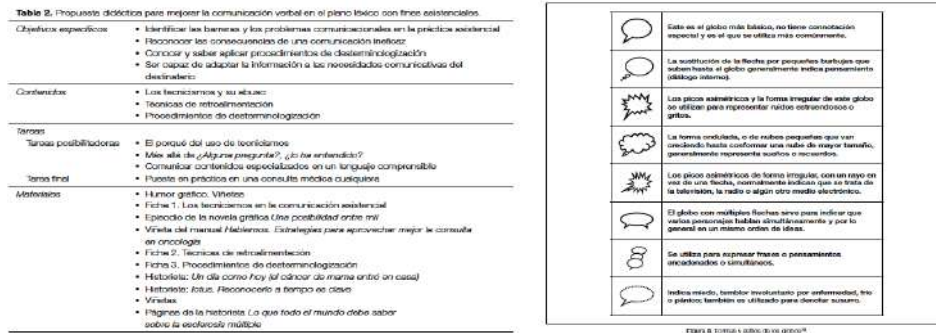 Table 2. Propuesta didáctica para mejorar la comunicación verbal en el plano léxico con fines asistenciales.
Objetivos específicos
• Identificar las barreras y los problemas comunicacionales en la práctica asistencial
• Reconocer las consecuencias de una comunicación ineficaz
• Conocer y saber aplicar procedimientos de desterminologización
• Ser capaz de adaptar la información a las necesidades comunicativas del
destinatario
Contenidos
• Los tecnicismos y su abuso
• Técnicas de retroalimentación
• Procedimientos de desterminologización
Tareas
Tareas posibilitadoras
• El porqué del uso de tecnicismos
• Más allá de ¿Alguna pregunta?, ¿lo ha entendido?
• Comunicar contenidos especializados en un lenguaje comprensible
Tarea final
• Puesta en práctica en una consulta médica cualquiera
Materiales
• Humor gráfico. Viñetas
• Ficha 1. Los tecnicismos en la comunicación asistencial
• Episodio de la novela gráfica Una posibilidad entre mil
• Viñeta del manual Hablemos. Estrategias para aprovechar mejor la consulta
en oncología
• Ficha 2. Técnicas de retroalimentación
• Ficha 3. Procedimientos de desterminologización
• Historieta: Un día como hoy (el cáncer de mama entró en casa)
• Historieta: Ictus. Reconocerlo a tiempo es clave
• Viñetas
• Páginas de la historieta Lo que todo el mundo debe saber
sobre la esclerosis múltiple
Este es el globo más básico, no tiene connotación
especial y es el que se utiliza más comúnmente.
La sustitución de la flecha por pequeñas burbujas que
suben hasta el globo generalmente indica pensamiento
(diálogo interno).
Los picos asimétricos y la forma irregular de este globo
se utilizan para representar ruidos estruendosos o
gritos.
La forma ondulada, o de nubes pequeñas que van
creciendo hasta conformar una nube de mayor tamaño,
generalmente representa sueños o recuerdos.
Los picos asimétricos de forma irregular, con un rayo en
vez de una flecha, normalmente indican que se trata de
la televisión, la radio o algún otro medio electrónico.
El globo con múltiples flechas sirve para indicar que
varios personajes hablan simultáneamente y por lo
general en un mismo orden de ideas.
Se utiliza para expresar frases o pensamientos
encadenados o simultáneos.
Indica miedo, temblor involuntario por enfermedad, frío
o pánico; también es utilizado para denotar susurro.